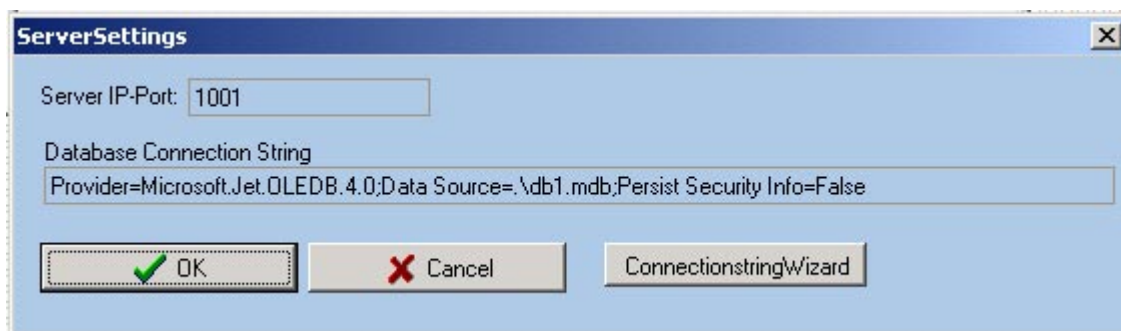 ServerSettings
Server IP-Port: 1001
Database Connection String
Provider=Microsoft.Jet.OLEDB.4.0;Data Source=.\db1.mdb;Persist Security Info=False
OK Cancel ConnectionstringWizard